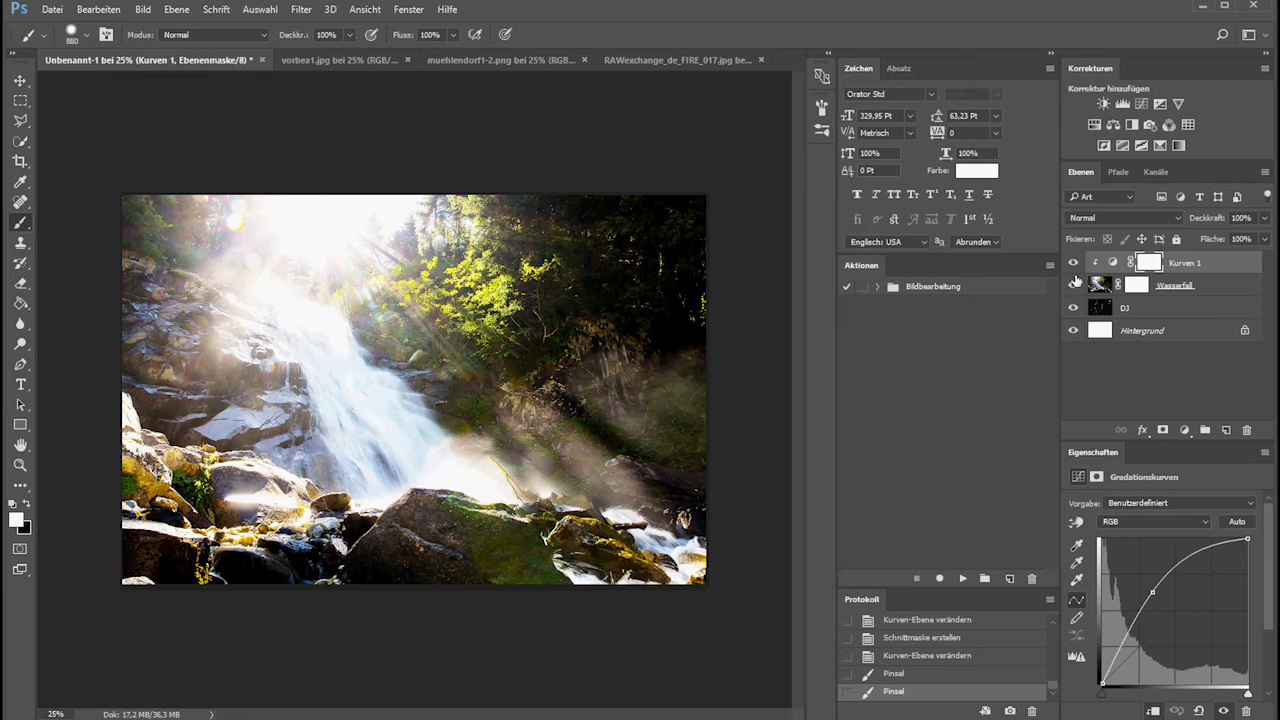 Ps Datei Bearbeiten Bild Ebene Schrift Auswahl Filter 3D Ansicht Fenster Hilfe
880 Modus: Normal Deckkr.: 100% Fluss: 100%
Unbenannt-1 bei 25% (Kurven 1, Ebenenmaske/8) * vorbea1.jpg bei 25% (RGB/... muehlendorf1-2.png bei 25% (RGB/... RAWexchange_de_FIRE_017.jpg be...
Zeichen Absatz
Orator Std
329,95 Pt 63,23 Pt
Metrisch 0
100% 100%
0 Pt Farbe:
Englisch: USA Abrunden
Aktionen
Bildbearbeitung
Protokoll
Kurven-Ebene verändern
Schnittmaske erstellen
Kurven-Ebene verändern
Pinsel
Pinsel
Korrekturen
Korrektur hinzufügen
Ebenen Pfade Kanäle
Art
Normal Deckkraft: 100%
Fixieren: Fläche: 100%
Kurven 1
Wasserfall
DJ
Hintergrund
Eigenschaften
Gradationskurven
Vorgabe: Benutzerdefiniert
RGB Auto
25% Dok: 17,2 MB/36,3 MB